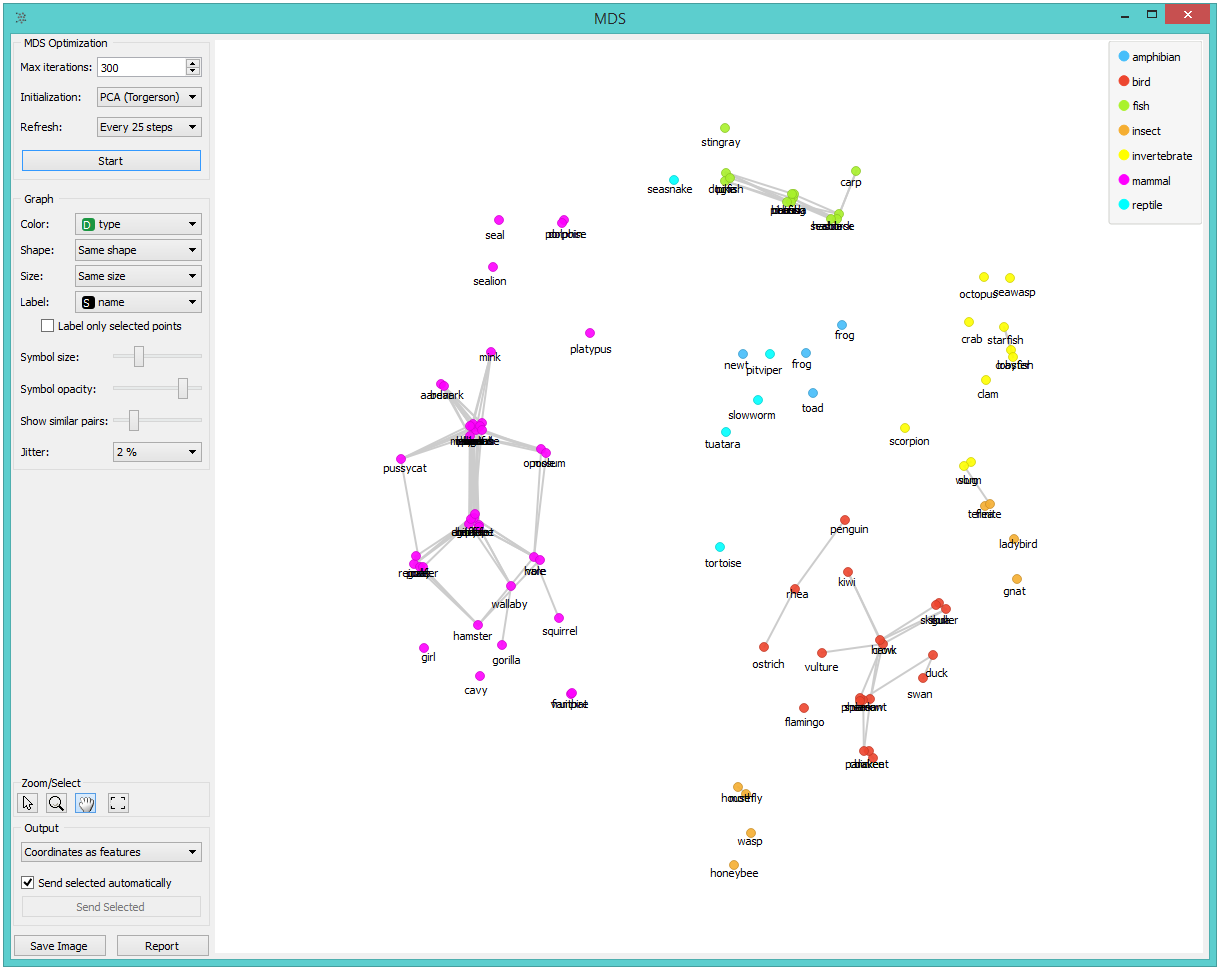 MDS
MDS Optimization
Max iterations: 300
Initialization: PCA (Torgerson)
Refresh: Every 25 steps
Start
Graph
Color: D type
Shape: Same shape
Size: Same size
Label: S name
Label only selected points
Symbol size:
Symbol opacity:
Show similar pairs:
Jitter: 2 %
Zoom/Select
Output
Coordinates as features
Send selected automatically
Send Selected
Save Image
Report
amphibian
bird
fish
insect
invertebrate
mammal
reptile
stingray
seasnake
carp
seal
sealion
octopus
seawasp
crab
starfish
clam
frog
platypus
newt
pitviper
frog
mink
toad
slowworm
tuatara
scorpion
pussycat
penguin
ladybird
tortoise
kiwi
gnat
rhea
wallaby
hamster
squirrel
girl
gorilla
ostrich
vulture
duck
cavy
swan
flamingo
wasp
honeybee